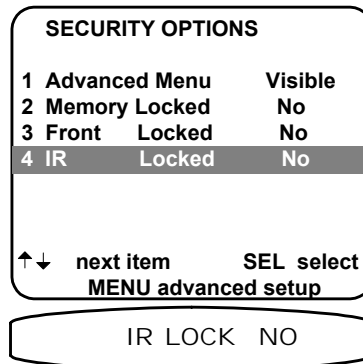 SECURITY OPTIONS
1 Advanced Menu Visible
2 Memory Locked No
3 Front Locked No
4 IR Locked No
↑↓ next item SEL select
MENU advanced setup
IR LOCK NO